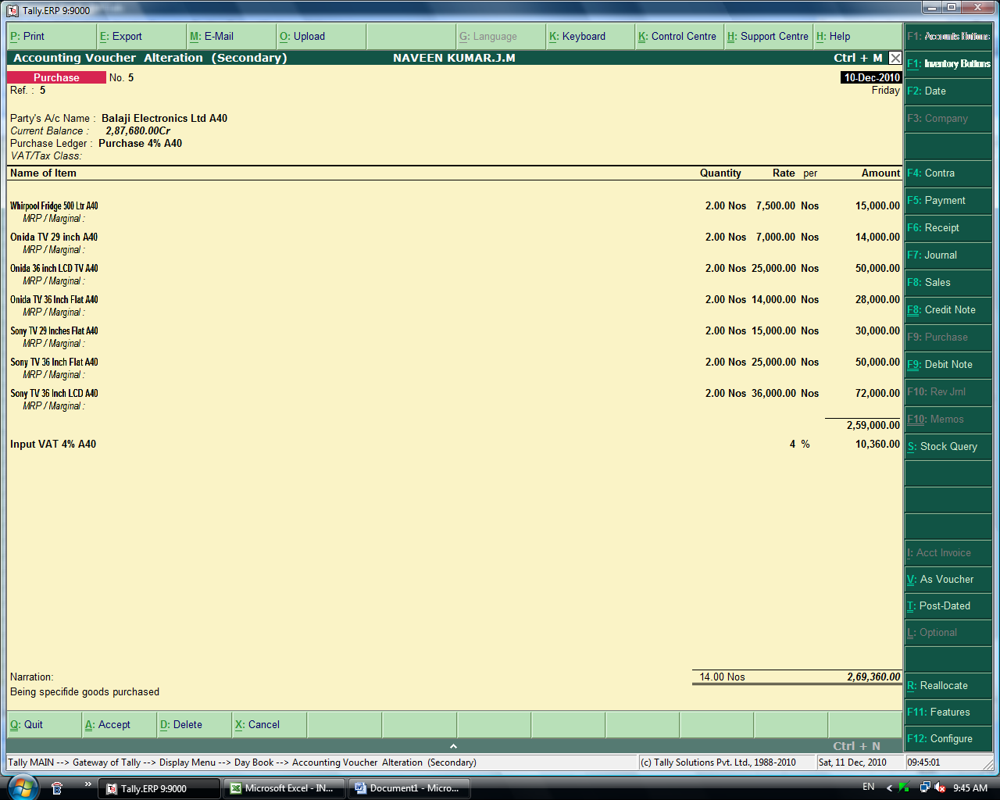 Tally.ERP 9:9000
P: Print E: Export M: E-Mail O: Upload G: Language K: Keyboard K: Control Centre H: Support Centre H: Help
F1: Accounts Buttons
Accounting Voucher Alteration (Secondary) NAVEEN KUMAR.J.M Ctrl + M
F1: Inventory Buttons
Purchase No. 5 10-Dec-2010
Ref. : 5 Friday
F2: Date
Party's A/c Name : Balaji Electronics Ltd A40
F3: Company
Current Balance : 2,87,680.00Cr
Purchase Ledger : Purchase 4% A40
VAT/Tax Class:
Name of Item Quantity Rate per Amount
F4: Contra
Whirpool Fridge 500 Ltr A40 2.00 Nos 7,500.00 Nos 15,000.00
F5: Payment
MRP / Marginal :
F6: Receipt
Onida TV 29 inch A40 2.00 Nos 7,000.00 Nos 14,000.00
MRP / Marginal :
F7: Journal
Onida 36 inch LCD TV A40 2.00 Nos 25,000.00 Nos 50,000.00
MRP / Marginal :
F8: Sales
Onida TV 36 Inch Flat A40 2.00 Nos 14,000.00 Nos 28,000.00
MRP / Marginal :
F8: Credit Note
Sony TV 29 Inches Flat A40 2.00 Nos 15,000.00 Nos 30,000.00
F9: Purchase
MRP / Marginal :
Sony TV 36 Inch Flat A40 2.00 Nos 25,000.00 Nos 50,000.00
F9: Debit Note
MRP / Marginal :
Sony TV 36 Inch LCD A40 2.00 Nos 36,000.00 Nos 72,000.00
F10: Rev Jrnl
MRP / Marginal :
F10: Memos
2,59,000.00
Input VAT 4% A40 4 % 10,360.00
S: Stock Query
I: Acct Invoice
V: As Voucher
T: Post-Dated
L: Optional
Narration: 14.00 Nos 2,69,360.00
R: Reallocate
Being specifide goods purchased
F11: Features
Q: Quit A: Accept D: Delete X: Cancel
F12: Configure
Ctrl + N
Tally MAIN --> Gateway of Tally --> Display Menu --> Day Book --> Accounting Voucher Alteration (Secondary) (c) Tally Solutions Pvt. Ltd., 1988-2010 Sat, 11 Dec, 2010 09:45:01
Tally.ERP 9:9000 Microsoft Excel - IN... Document1 - Micro... EN 9:45 AM